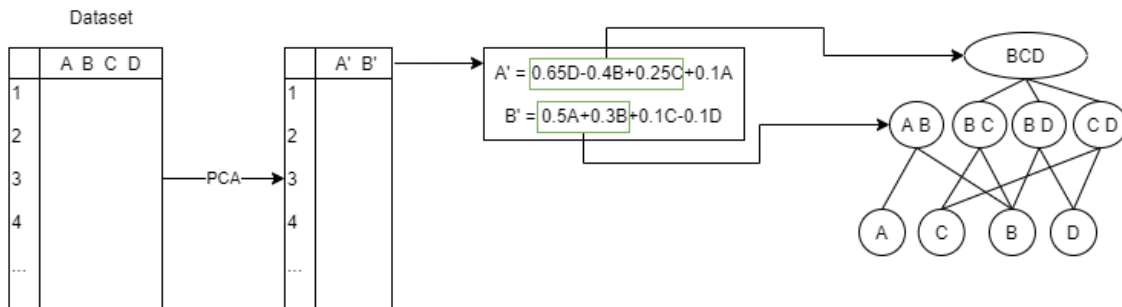 Dataset
A B C D
1
2
3
4
...
PCA
A' B'
1
2
3
4
...
A' = 0.65D-0.4B+0.25C+0.1A
B' = 0.5A+0.3B+0.1C-0.1D
BCD
A B
B C
B D
C D
A
C
B
D